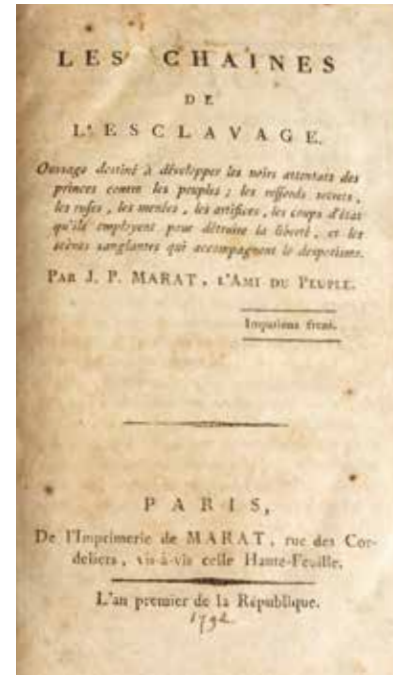 LES CHAINES
DE
L'ESCLAVAGE.
Ouvrage destiné à développer les noirs attentats des
princes contre les peuples ; les ressorts secrets,
les ruses, les menées, les artifices, les coups d'état
qu'ils employent pour détruire la liberté, et les
scènes sanglantes qui accompagnent le despotisme.
PAR J. P. MARAT, L'AMI DU PEUPLE.
Impatiens freni.
PARIS,
De l'Imprimerie de MARAT, rue des Cor-
deliers, vis-à-vis celle Haute-Feuille.
L'an premier de la République.
1792